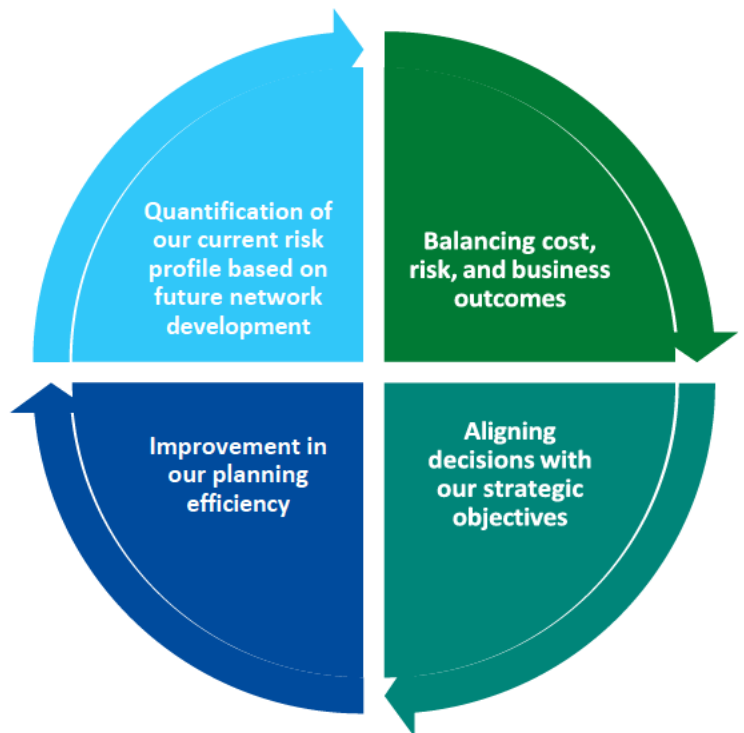 Quantification of
our current risk
profile based on
future network
development
Balancing cost,
risk, and business
outcomes
Improvement in
our planning
efficiency
Aligning
decisions with
our strategic
objectives